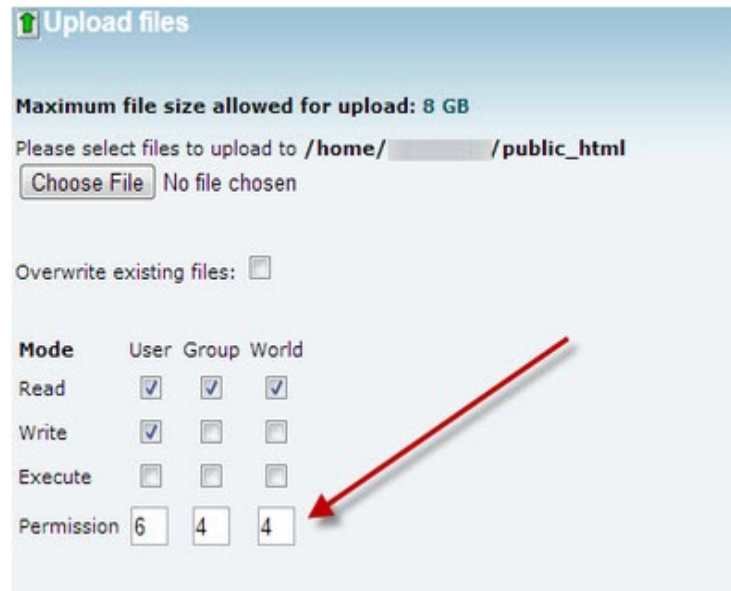 Upload files
Maximum file size allowed for upload: 8 GB
Please select files to upload to /home/ /public_html
Choose File No file chosen
Overwrite existing files:
Mode User Group World
Read
Write
Execute
Permission 6 4 4